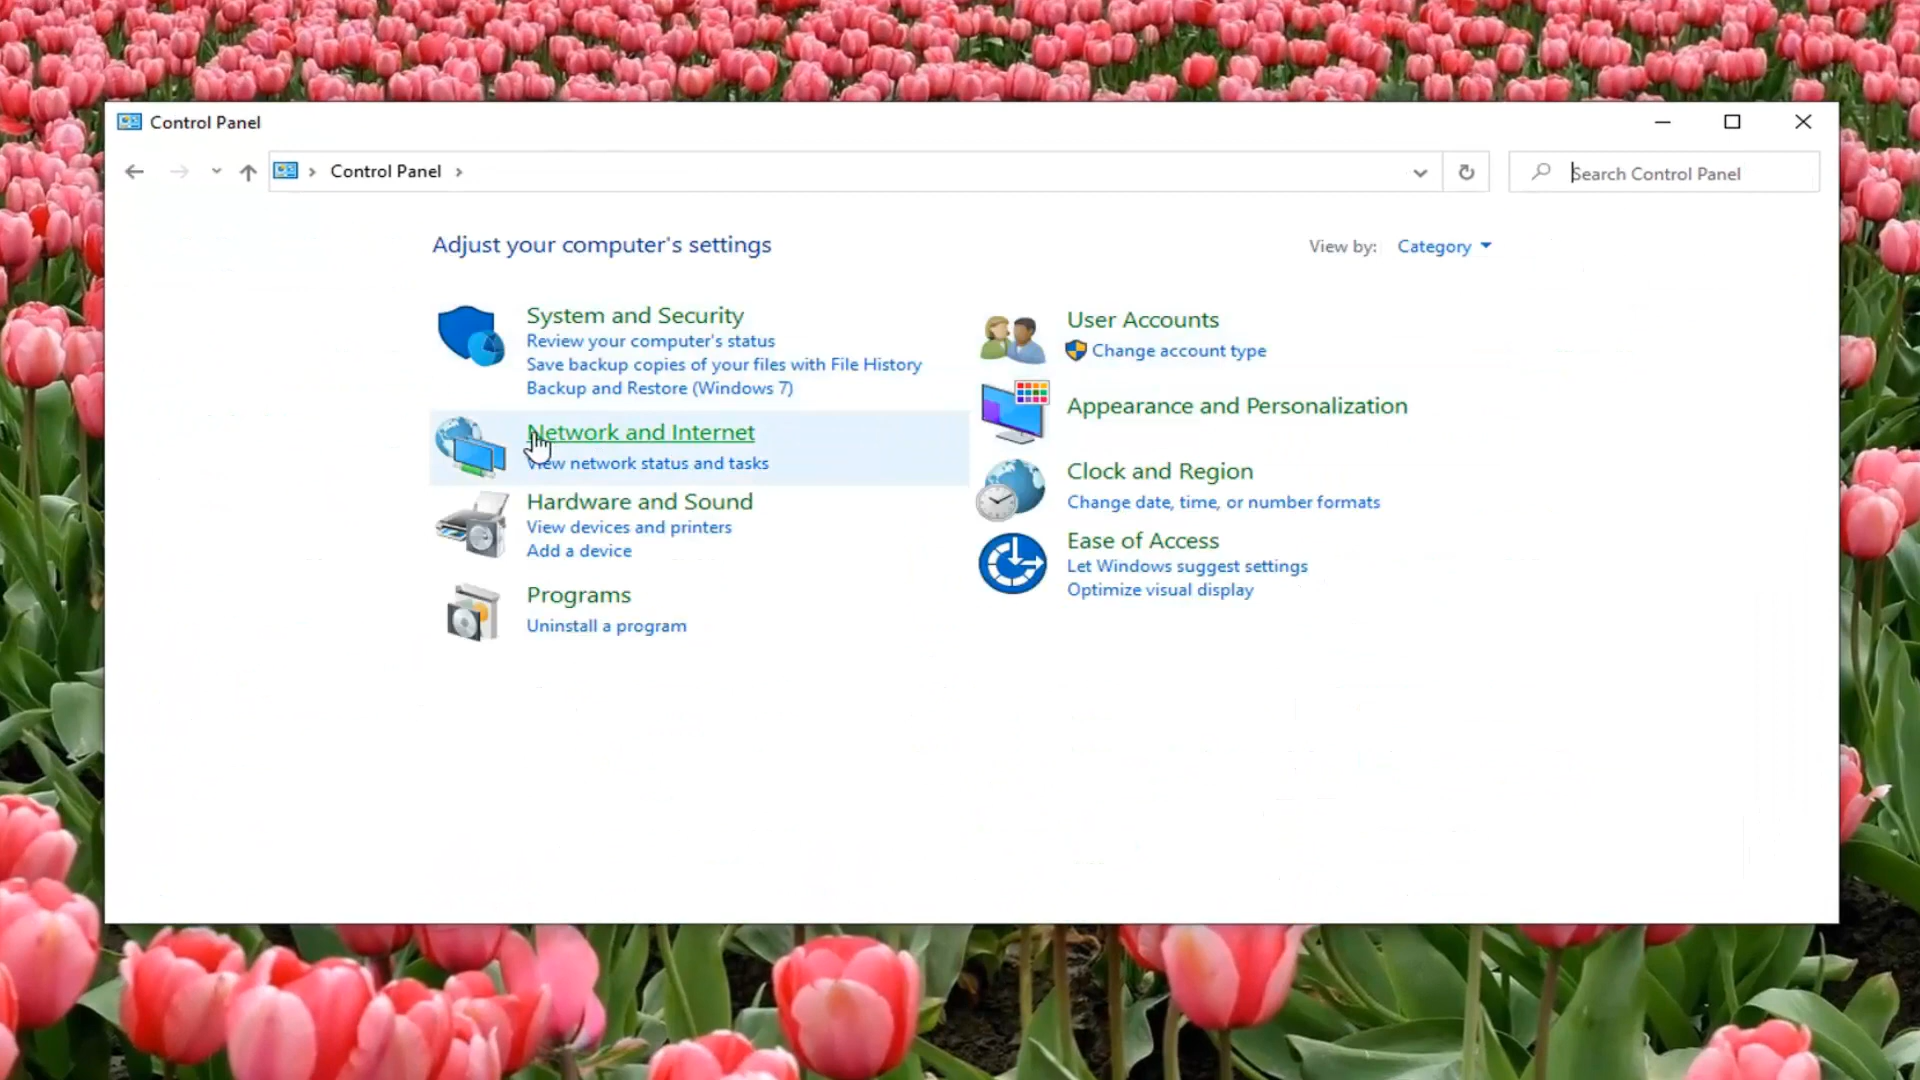 Control Panel
Control Panel
Search Control Panel
Adjust your computer's settings
View by: Category
System and Security
Review your computer's status
Save backup copies of your files with File History
Backup and Restore (Windows 7)
Network and Internet
View network status and tasks
Hardware and Sound
View devices and printers
Add a device
Programs
Uninstall a program
User Accounts
Change account type
Appearance and Personalization
Clock and Region
Change date, time, or number formats
Ease of Access
Let Windows suggest settings
Optimize visual display